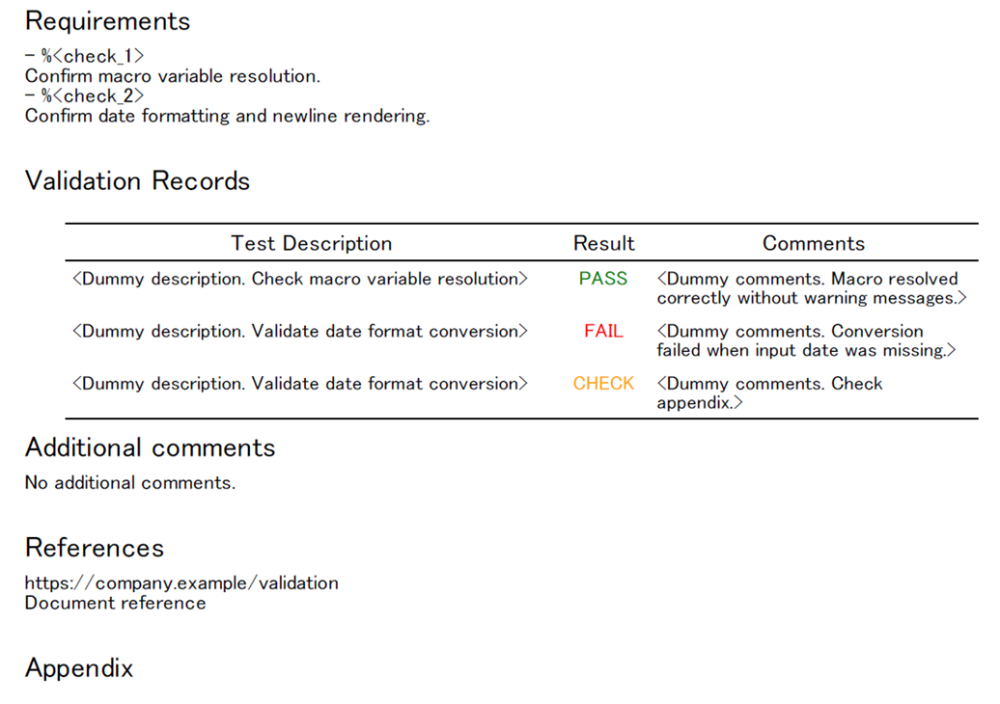 Requirements
- %<check_1>
Confirm macro variable resolution.
- %<check_2>
Confirm date formatting and newline rendering.
Validation Records
Test Description Result Comments
<Dummy description. Check macro variable resolution> PASS <Dummy comments. Macro resolved
correctly without warning messages.>
<Dummy description. Validate date format conversion> FAIL <Dummy comments. Conversion
failed when input date was missing.>
<Dummy description. Validate date format conversion> CHECK <Dummy comments. Check
appendix.>
Additional comments
No additional comments.
References
https://company.example/validation
Document reference
Appendix